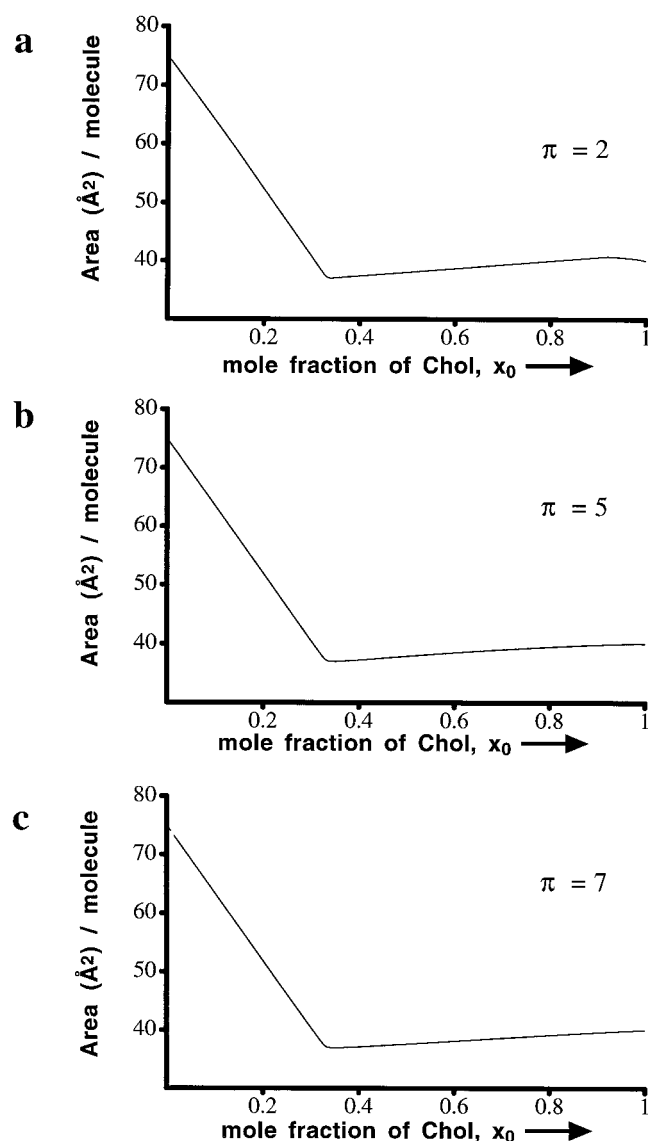 a
Area (Å²) / molecule
80
70
60
50
40
π = 2
0.2 0.4 0.6 0.8 1
mole fraction of Chol, x₀
b
Area (Å²) / molecule
80
70
60
50
40
π = 5
0.2 0.4 0.6 0.8 1
mole fraction of Chol, x₀
c
Area (Å²) / molecule
80
70
60
50
40
π = 7
0.2 0.4 0.6 0.8 1
mole fraction of Chol, x₀